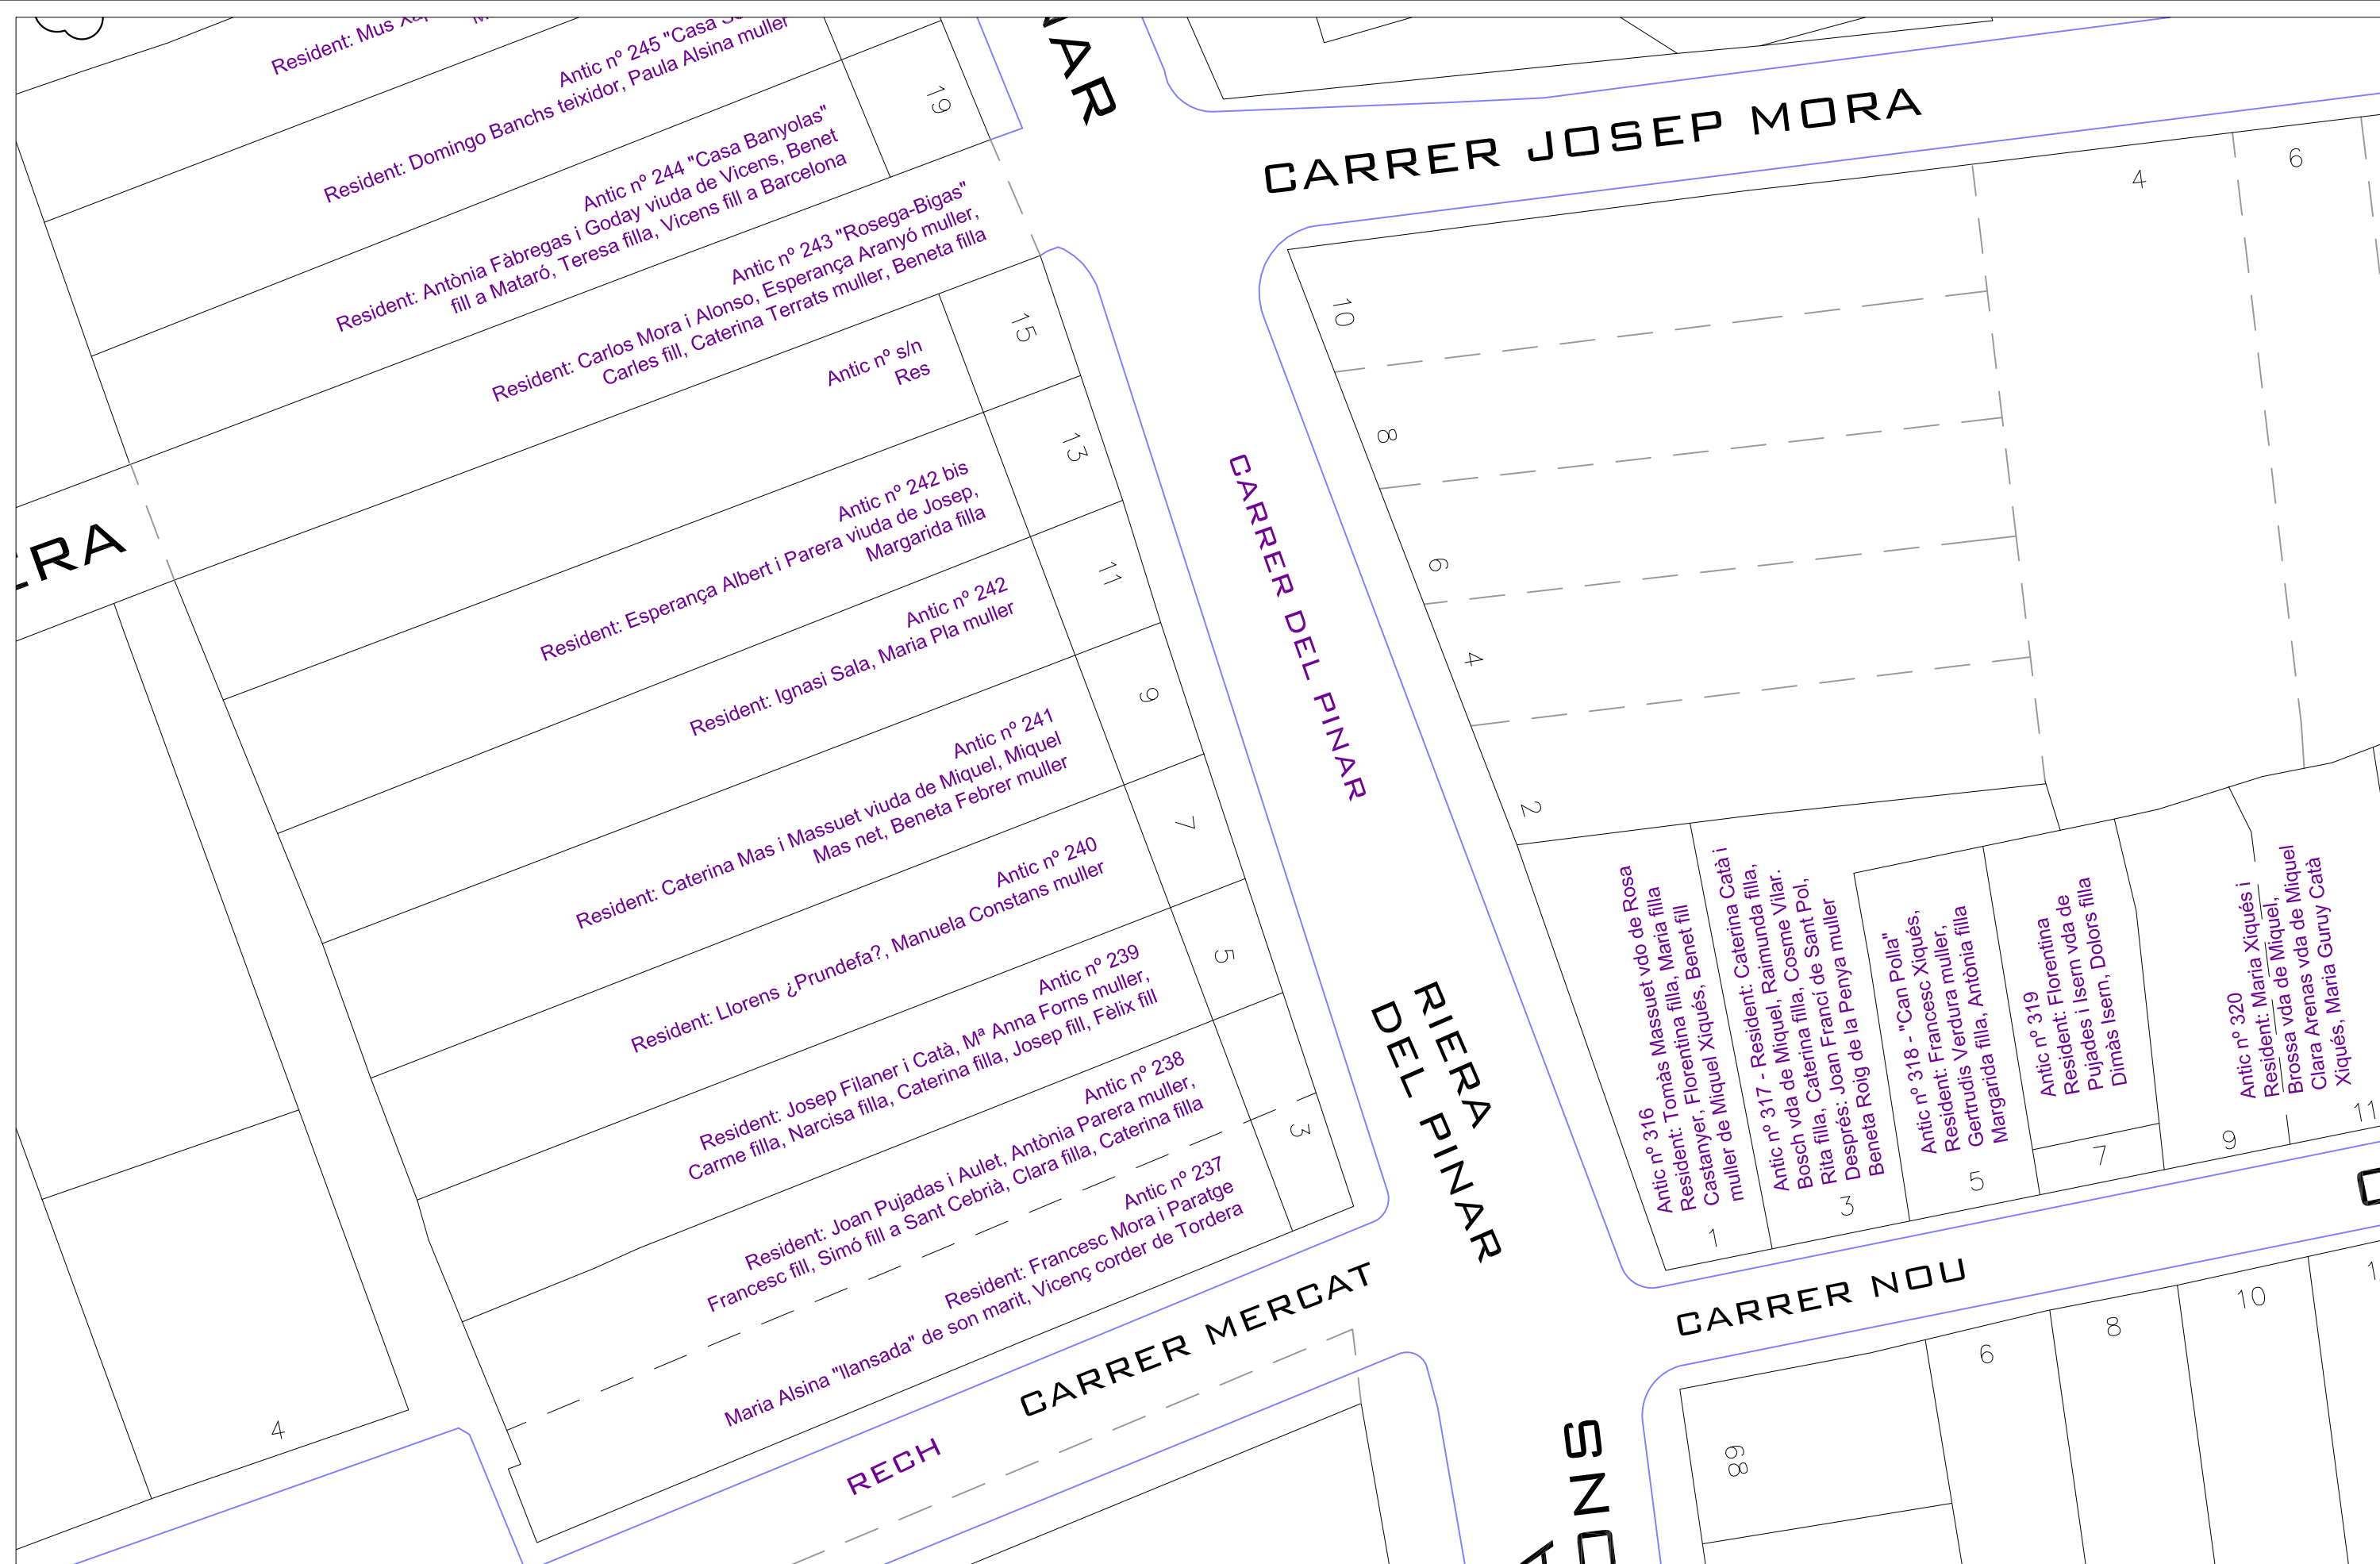 Resident: Mus
Antic nº 245 "Casa
Resident: Domingo Banchs teixidor, Paula Alsina muller
19
Antic nº 244 "Casa Banyolas"
Resident: Antònia Fàbregas i Goday viuda de Vicens, Benet
fill a Mataró, Teresa filla, Vicens fill a Barcelona
Antic nº 243 "Rosega-Bigas"
Resident: Carlos Mora i Alonso, Esperança Aranyó muller,
Carles fill, Caterina Terrats muller, Beneta filla
Antic nº s/n
Res
15
Antic nº 242 bis
Resident: Esperança Albert i Parera viuda de Josep,
Margarida filla
13
Antic nº 242
Resident: Ignasi Sala, Maria Pla muller
11
Antic nº 241
Resident: Caterina Mas i Massuet viuda de Miquel, Miquel
Mas net, Beneta Febrer muller
9
Antic nº 240
Resident: Llorens ¿Prundefa?, Manuela Constans muller
7
Antic nº 239
Resident: Josep Filaner i Catà, Mª Anna Forns muller,
Carme filla, Narcisa filla, Caterina filla, Josep fill, Fèlix fill
5
Antic nº 238
Resident: Joan Pujadas i Aulet, Antònia Parera muller,
Francesc fill, Simó fill a Sant Cebrià, Clara filla, Caterina filla
3
Antic nº 237
Resident: Francesc Mora i Paratge
Maria Alsina "llansada" de son marit, Vicenç corder de Tordera
ERA
4
RECH
CARRER MERCAT
NAR
CARRER JOSEP MORA
4
6
CARRER DEL PINAR
10
8
6
4
2
RIERA
DEL PINAR
Antic nº 316
Resident: Tomàs Massuet vdo de Rosa
Castanyer, Florentina filla, Maria filla
muller de Miquel Xiqués, Benet fill
1
Antic nº 317 - Resident: Caterina Catà i
Bosch vda de Miquel, Raimunda filla,
Rita filla, Caterina filla, Cosme Vilar.
Després: Joan Francí de Sant Pol,
Beneta Roig de la Penya muller
3
Antic nº 318 - "Can Polla"
Resident: Francesc Xiqués,
Gertrudis Verdura muller,
Margarida filla, Antònia filla
5
Antic nº 319
Resident: Florentina
Pujades i Isern vda de
Dimàs Isern, Dolors filla
7
Antic nº 320
Resident: Maria Xiqués i
Brossa vda de Miquel,
Clara Arenas vda de Miquel
Xiqués, Maria Guruy Catà
9
11
CARRER NOU
6
8
10
68